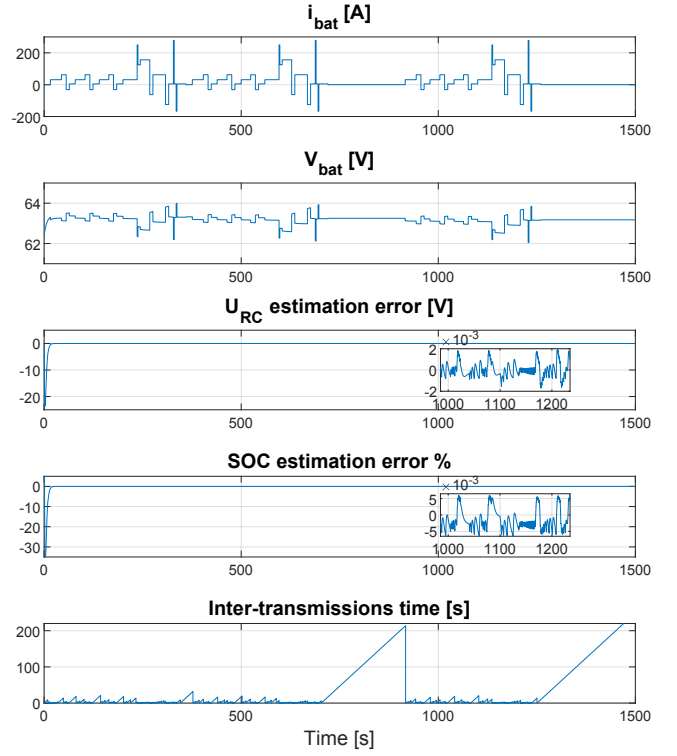 i_bat [A]
200
0
-200
0 500 1000 1500
V_bat [V]
64
62
0 500 1000 1500
U_RC estimation error [V]
0
-10
-20
0 500 1000 1500
× 10^-3
2
0
-2
1000 1100 1200
SOC estimation error %
0
-10
-20
-30
0 500 1000 1500
× 10^-3
5
0
-5
1000 1100 1200
Inter-transmissions time [s]
200
100
0
0 500 1000 1500
Time [s]